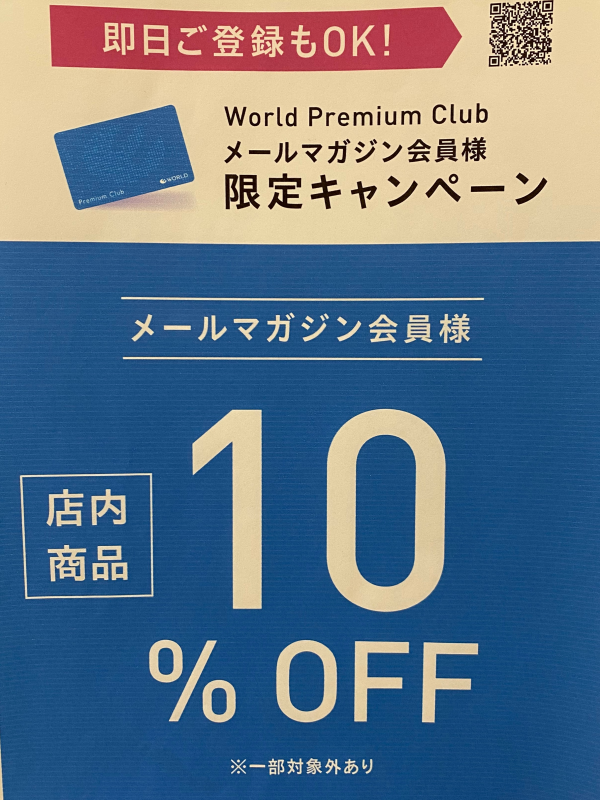 即日ご登録もOK!
World Premium Club
メールマガジン会員様
限定キャンペーン
WORLD
Premium Club
メールマガジン会員様
店内
商品
10
% OFF
※一部対象外あり